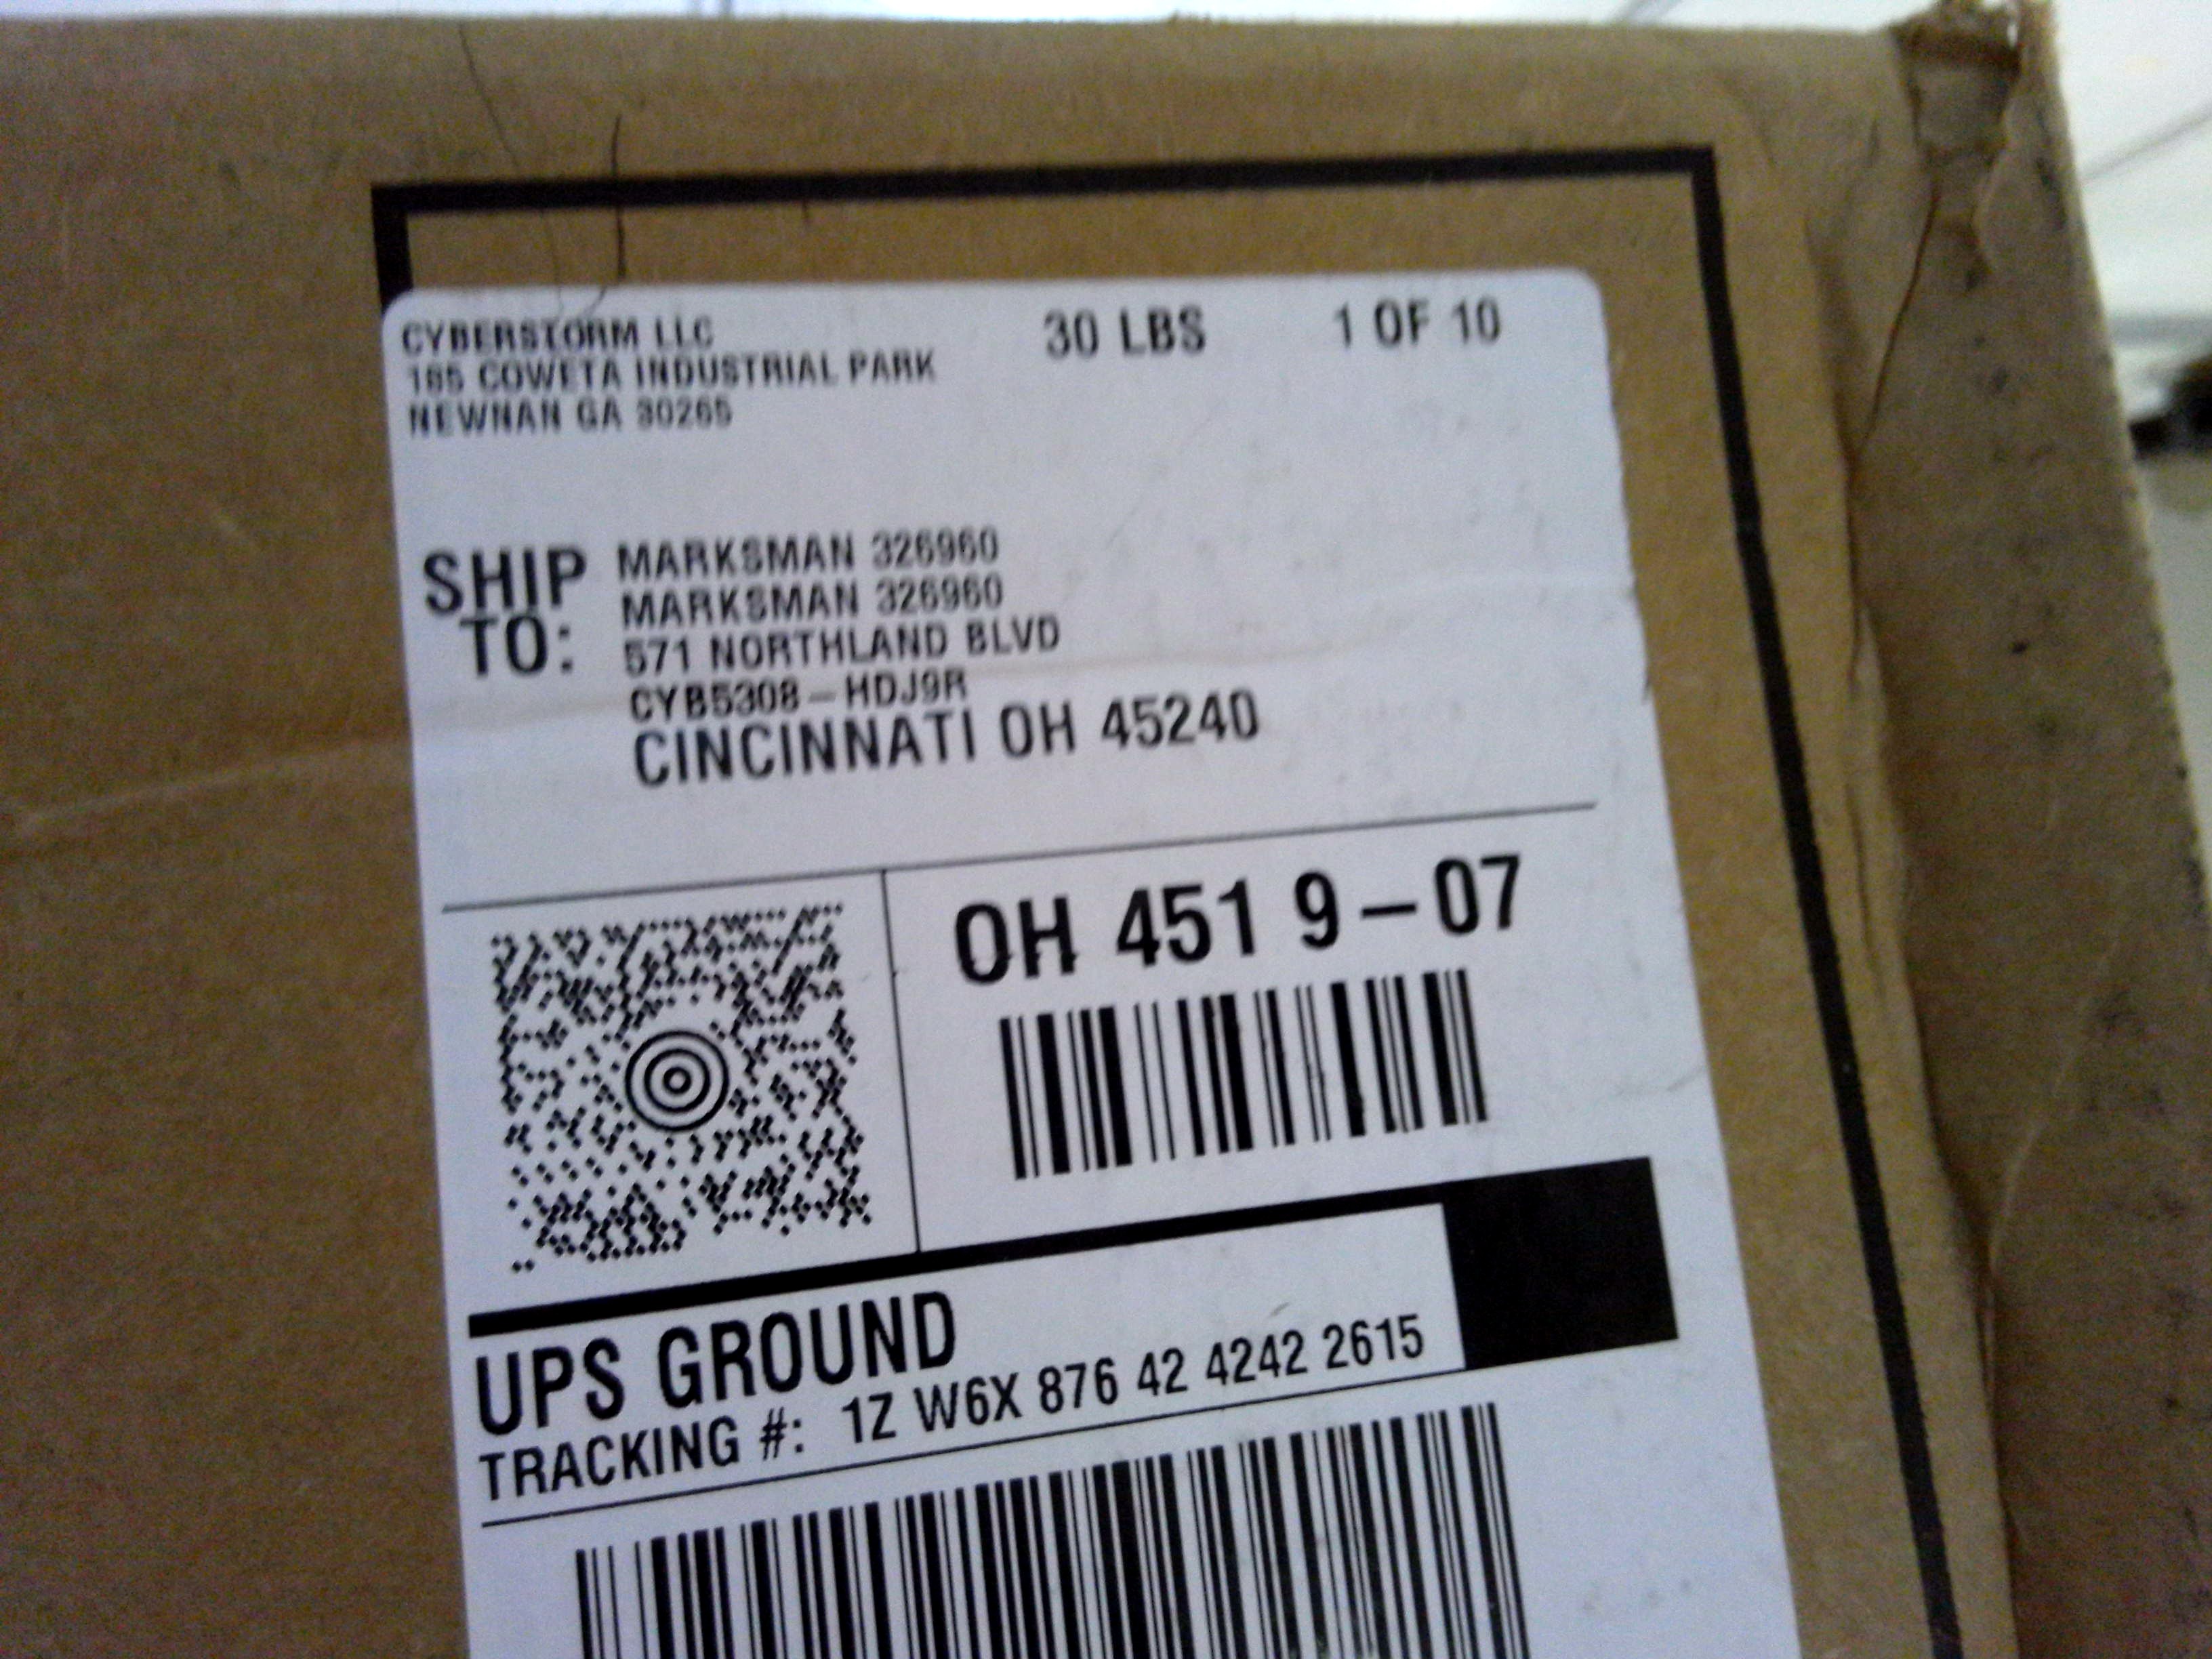 CYBERSTORM LLC
185 COWETA INDUSTRIAL PARK
NEWNAN GA 30265
30 LBS
1 OF 10
SHIP
TO:
MARKSMAN 326960
MARKSMAN 326960
571 NORTHLAND BLVD
CYB5308-HDJ9R
CINCINNATI OH 45240
OH 451 9-07
UPS GROUND
TRACKING #: 1Z W6X 876 42 4242 2615